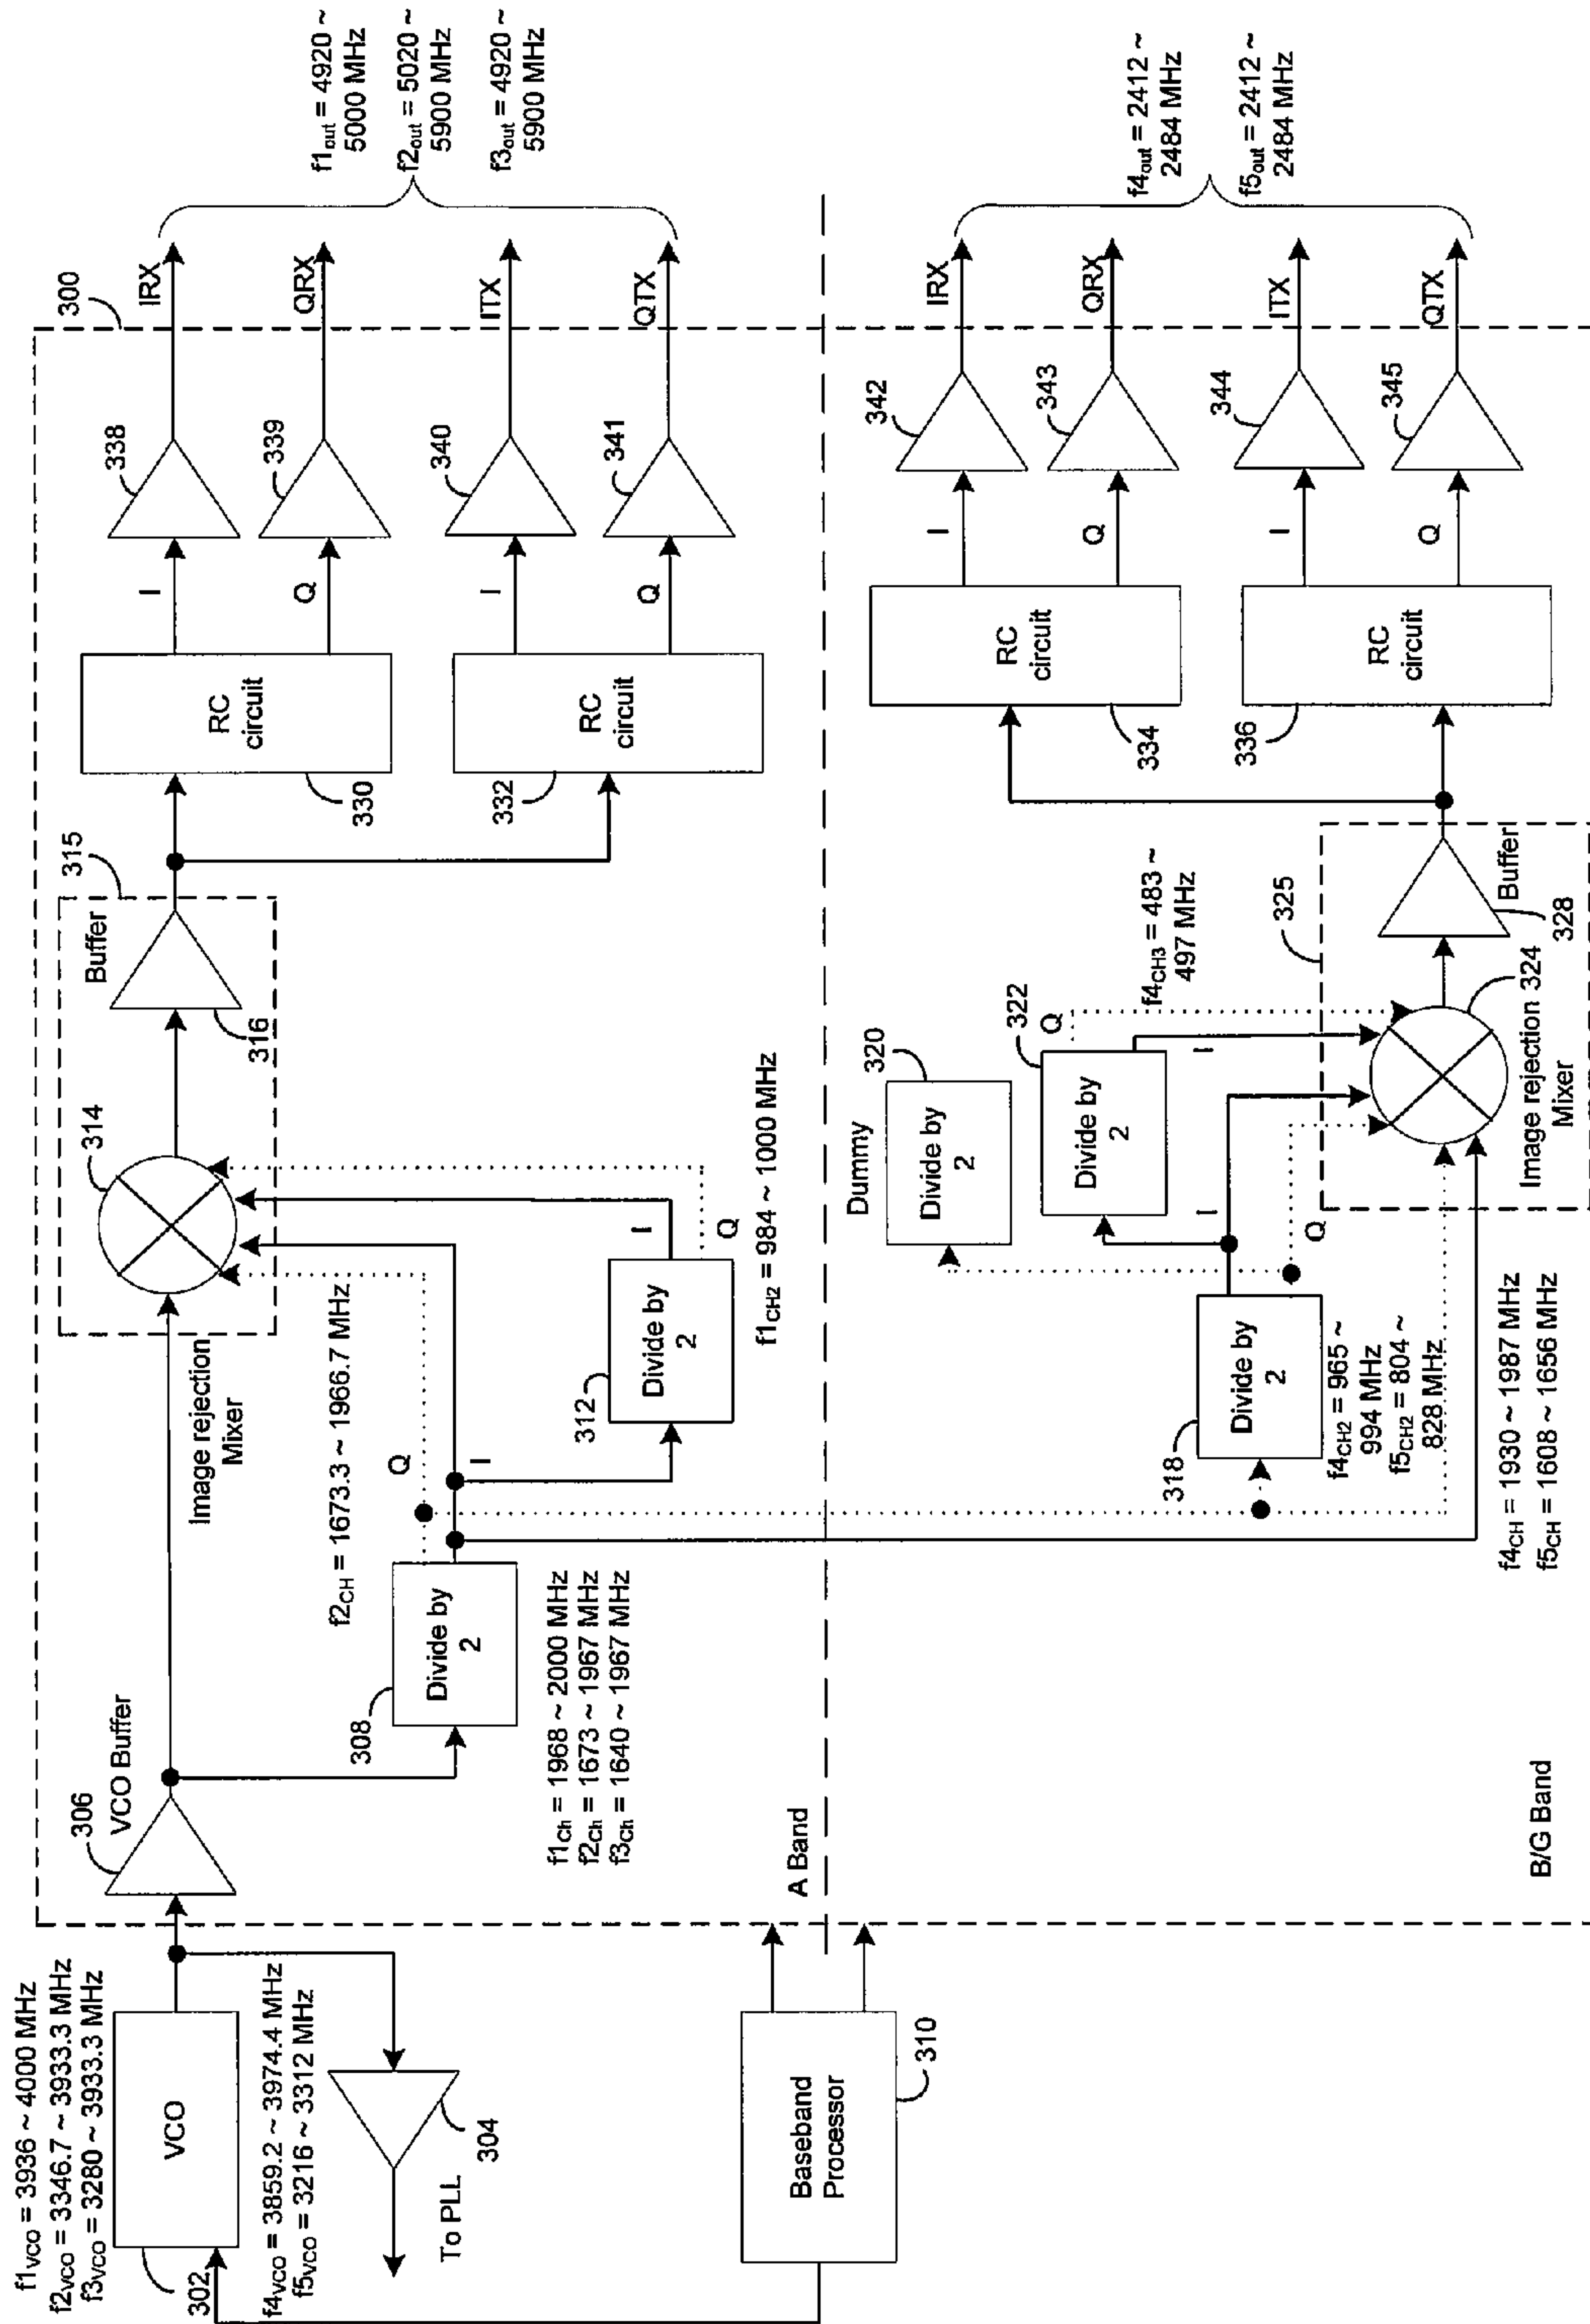 f1VCO = 3936 ~ 4000 MHz
f2VCO = 3346.7 ~ 3933.3 MHz
f3VCO = 3280 ~ 3933.3 MHz
VCO
302
f4VCO = 3859.2 ~ 3974.4 MHz
f5VCO = 3216 ~ 3312 MHz
304
To PLL
Baseband
Processor
310
306
VCO Buffer
308
Divide by
2
f1Ch = 1968 ~ 2000 MHz
f2Ch = 1673 ~ 1967 MHz
f3Ch = 1640 ~ 1967 MHz
A Band
B/G Band
f2CH = 1673.3 ~ 1966.7 MHz
Q
I
Image rejection
Mixer
314
312
Divide by
2
I
Q
f1CH2 = 984 ~ 1000 MHz
Buffer
315
316
RC
circuit
330
RC
circuit
332
I
Q
I
Q
338
339
340
341
300
IRX
QRX
ITX
QTX
f1out = 4920 ~
5000 MHz
f2out = 5020 ~
5900 MHz
f3out = 4920 ~
5900 MHz
318
Divide by
2
f4CH2 = 965 ~
994 MHz
f5CH2 = 804 ~
828 MHz
f4CH = 1930 ~ 1987 MHz
f5CH = 1608 ~ 1656 MHz
I
Q
Dummy
320
Divide by
2
322
Divide by
2
Q
I
f4CH3 = 483 ~
497 MHz
325
Image rejection 324
Mixer
Buffer
328
RC
circuit
334
RC
circuit
336
I
Q
I
Q
342
343
344
345
IRX
QRX
ITX
QTX
f4out = 2412 ~
2484 MHz
f5out = 2412 ~
2484 MHz